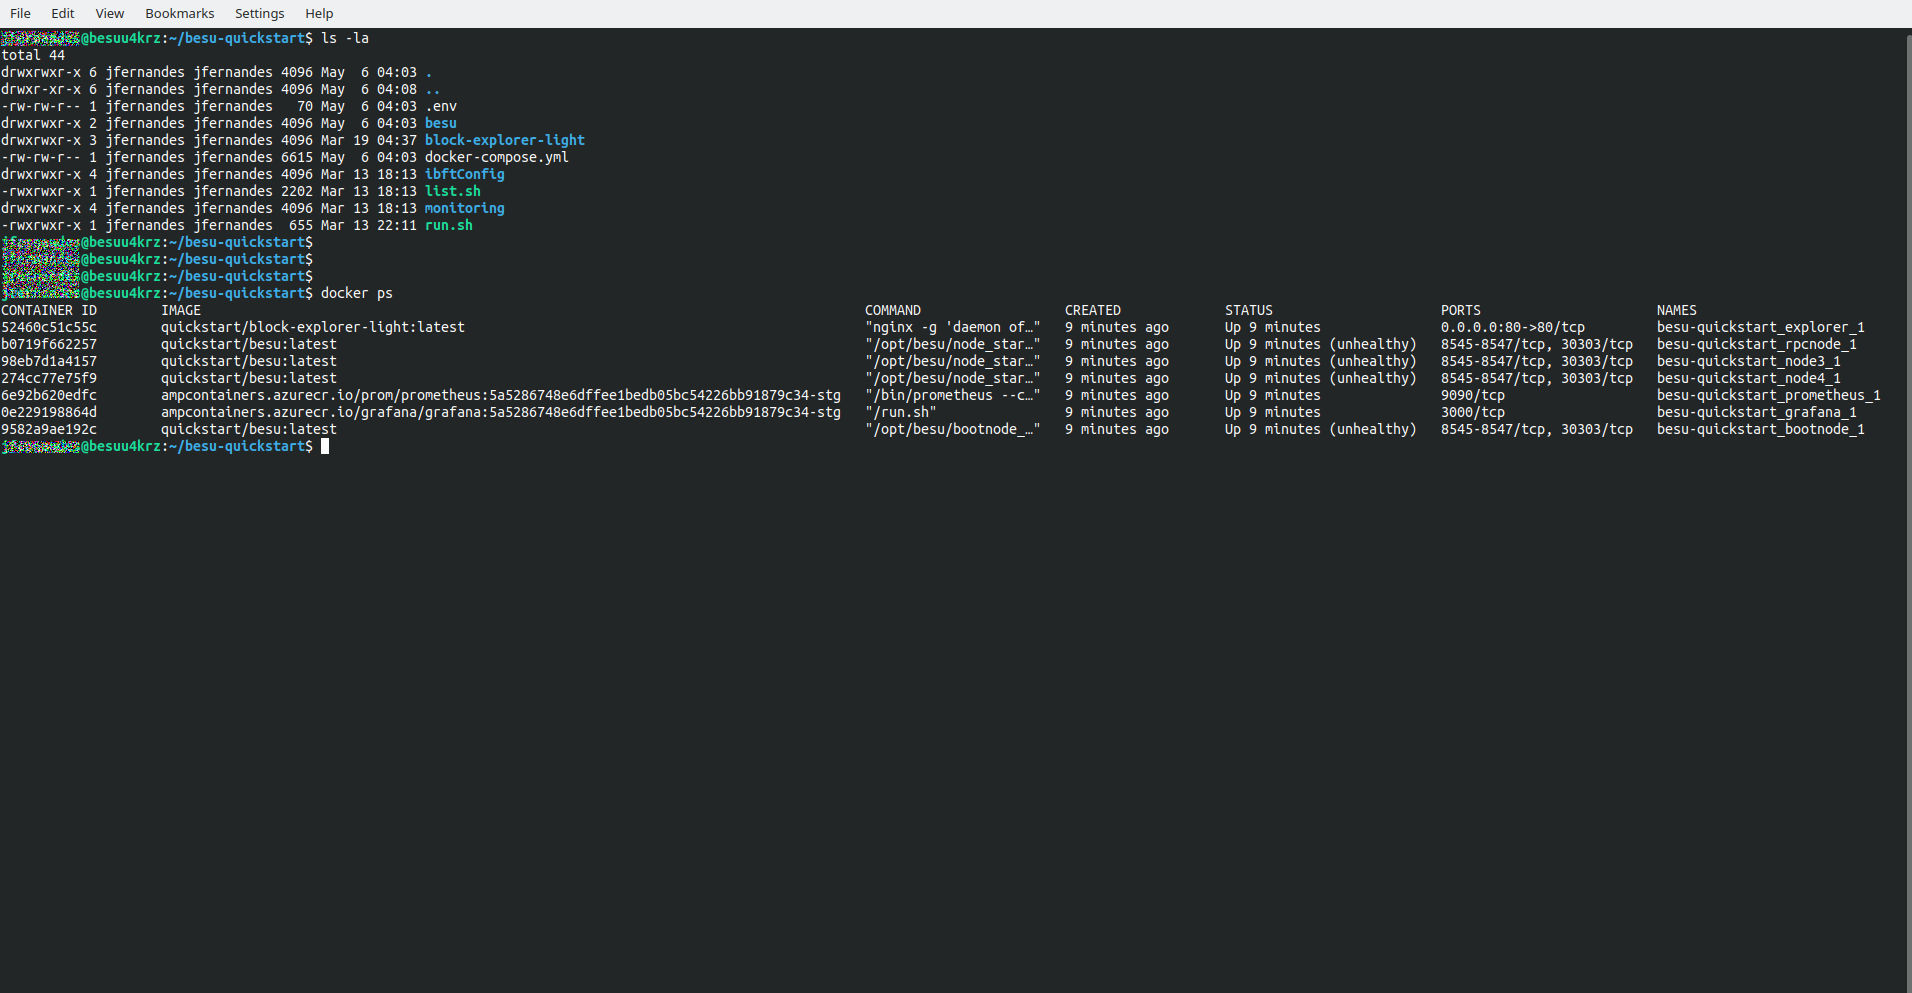 File Edit View Bookmarks Settings Help
@besuu4krz:~/besu-quickstart$ ls -la
total 44
drwxrwxr-x 6 jfernandes jfernandes 4096 May  6 04:03 .
drwxr-xr-x 6 jfernandes jfernandes 4096 May  6 04:08 ..
-rw-rw-r-- 1 jfernandes jfernandes   70 May  6 04:03 .env
drwxrwxr-x 2 jfernandes jfernandes 4096 May  6 04:03 besu
drwxrwxr-x 3 jfernandes jfernandes 4096 Mar 19 04:37 block-explorer-light
-rw-rw-r-- 1 jfernandes jfernandes 6615 May  6 04:03 docker-compose.yml
drwxrwxr-x 4 jfernandes jfernandes 4096 Mar 13 18:13 ibftConfig
-rwxrwxr-x 1 jfernandes jfernandes 2202 Mar 13 18:13 list.sh
drwxrwxr-x 4 jfernandes jfernandes 4096 Mar 13 18:13 monitoring
-rwxrwxr-x 1 jfernandes jfernandes  655 Mar 13 22:11 run.sh
@besuu4krz:~/besu-quickstart$
@besuu4krz:~/besu-quickstart$
@besuu4krz:~/besu-quickstart$
@besuu4krz:~/besu-quickstart$ docker ps
CONTAINER ID IMAGE COMMAND CREATED STATUS PORTS NAMES
52460c51c55c quickstart/block-explorer-light:latest "nginx -g 'daemon of…" 9 minutes ago Up 9 minutes 0.0.0.0:80->80/tcp besu-quickstart_explorer_1
b0719f662257 quickstart/besu:latest "/opt/besu/node_star…" 9 minutes ago Up 9 minutes (unhealthy) 8545-8547/tcp, 30303/tcp besu-quickstart_rpcnode_1
98eb7d1a4157 quickstart/besu:latest "/opt/besu/node_star…" 9 minutes ago Up 9 minutes (unhealthy) 8545-8547/tcp, 30303/tcp besu-quickstart_node3_1
274cc77e75f9 quickstart/besu:latest "/opt/besu/node_star…" 9 minutes ago Up 9 minutes (unhealthy) 8545-8547/tcp, 30303/tcp besu-quickstart_node4_1
6e92b620edfc ampcontainers.azurecr.io/prom/prometheus:5a5286748e6dffee1bedb05bc54226bb91879c34-stg "/bin/prometheus --c…" 9 minutes ago Up 9 minutes 9090/tcp besu-quickstart_prometheus_1
0e229198864d ampcontainers.azurecr.io/grafana/grafana:5a5286748e6dffee1bedb05bc54226bb91879c34-stg "/run.sh" 9 minutes ago Up 9 minutes 3000/tcp besu-quickstart_grafana_1
9582a9ae192c quickstart/besu:latest "/opt/besu/bootnode_…" 9 minutes ago Up 9 minutes (unhealthy) 8545-8547/tcp, 30303/tcp besu-quickstart_bootnode_1
@besuu4krz:~/besu-quickstart$